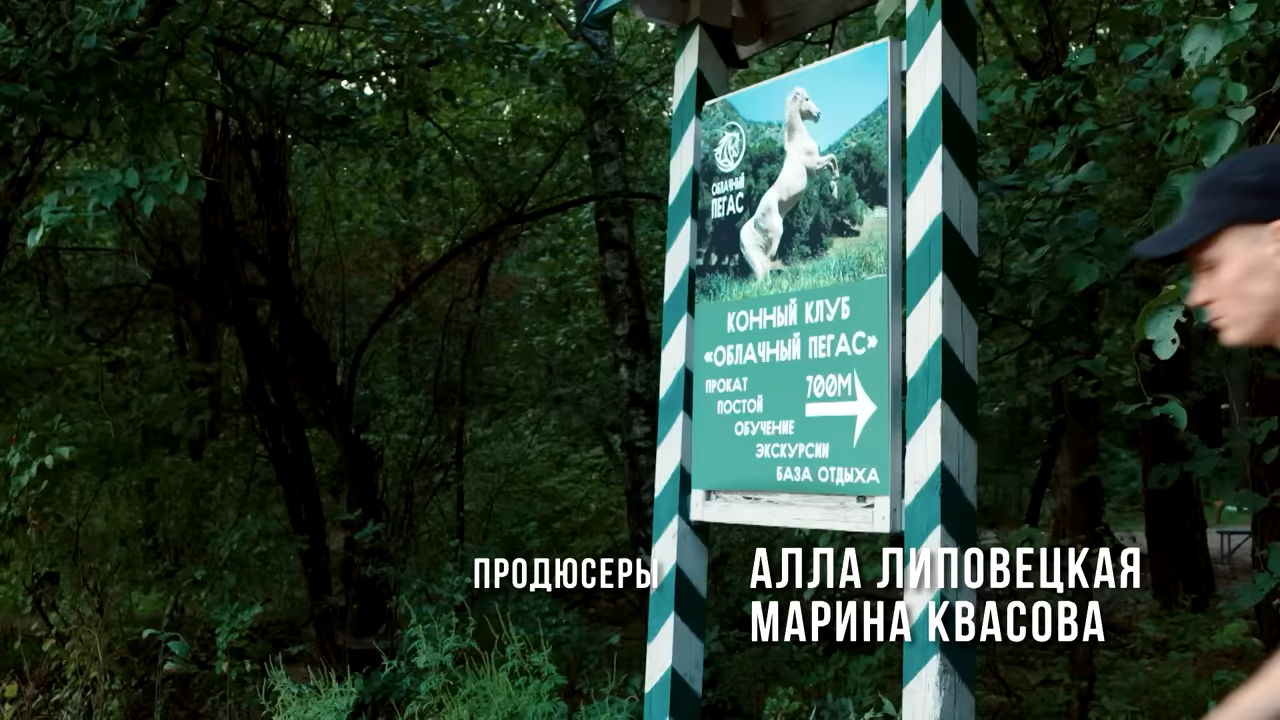 ОБЛАЧНЫЙ
ПЕГАС
КОННЫЙ КЛУБ
«ОБЛАЧНЫЙ ПЕГАС»
ПРОКАТ
700М
ПОСТОЙ
ОБУЧЕНИЕ
ЭКСКУРСИИ
БАЗА ОТДЫХА
ПРОДЮСЕРЫ
АЛЛА ЛИПОВЕЦКАЯ
МАРИНА КВАСОВА